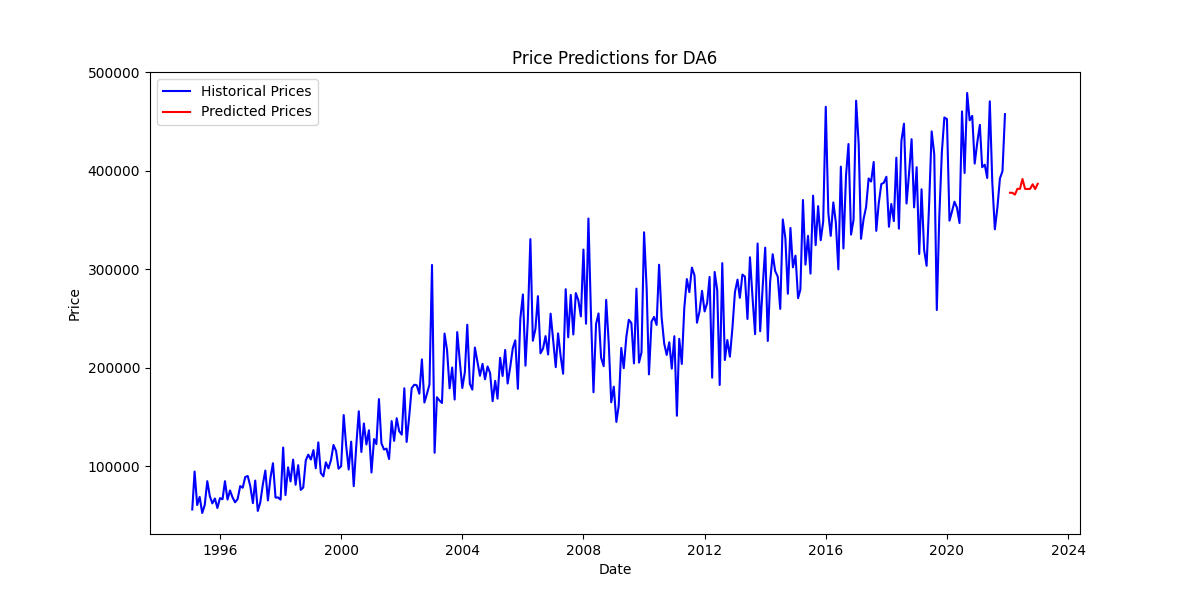 Price Predictions for DA6
500000
400000
300000
200000
100000
Price
Historical Prices
Predicted Prices
1996 2000 2004 2008 2012 2016 2020 2024
Date